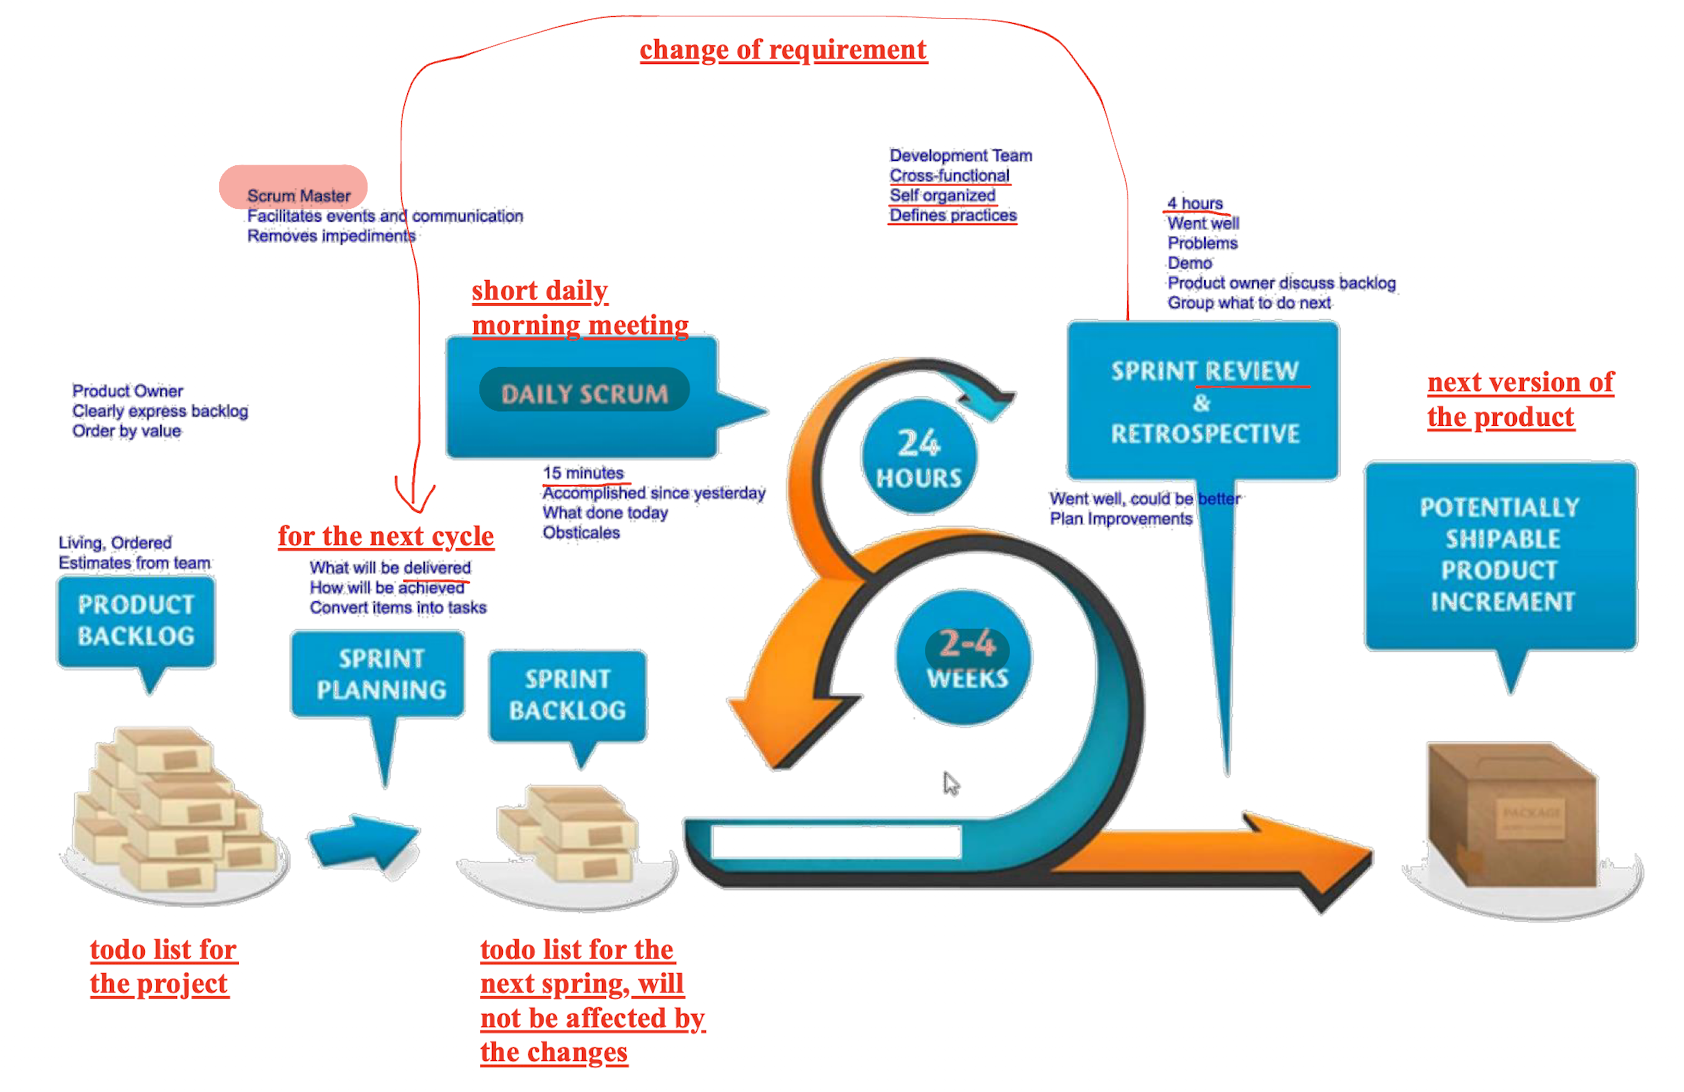 change of requirement
Development Team
Cross-functional
Self organized
Defines practices
Scrum Master
Facilitates events and communication
Removes impediments
4 hours
Went well
Problems
Demo
Product owner discuss backlog
Group what to do next
short daily
morning meeting
DAILY SCRUM
15 minutes
Accomplished since yesterday
What done today
Obsticales
Product Owner
Clearly express backlog
Order by value
24
HOURS
SPRINT REVIEW
&
RETROSPECTIVE
Went well, could be better
Plan Improvements
next version of
the product
POTENTIALLY
SHIPABLE
PRODUCT
INCREMENT
Living, Ordered
Estimates from team
PRODUCT
BACKLOG
for the next cycle
What will be delivered
How will be achieved
Convert items into tasks
SPRINT
PLANNING
SPRINT
BACKLOG
2-4
WEEKS
PACKAGE
todo list for
the project
todo list for the
next spring, will
not be affected by
the changes